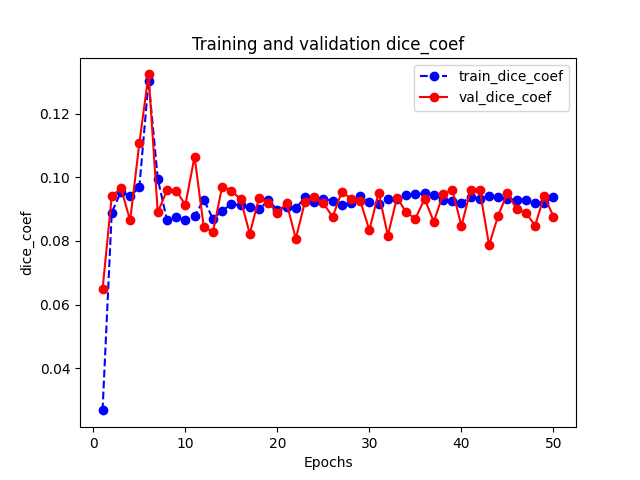 Training and validation dice_coef
train_dice_coef
val_dice_coef
dice_coef
0.12
0.10
0.08
0.06
0.04
0
10
20
30
40
50
Epochs